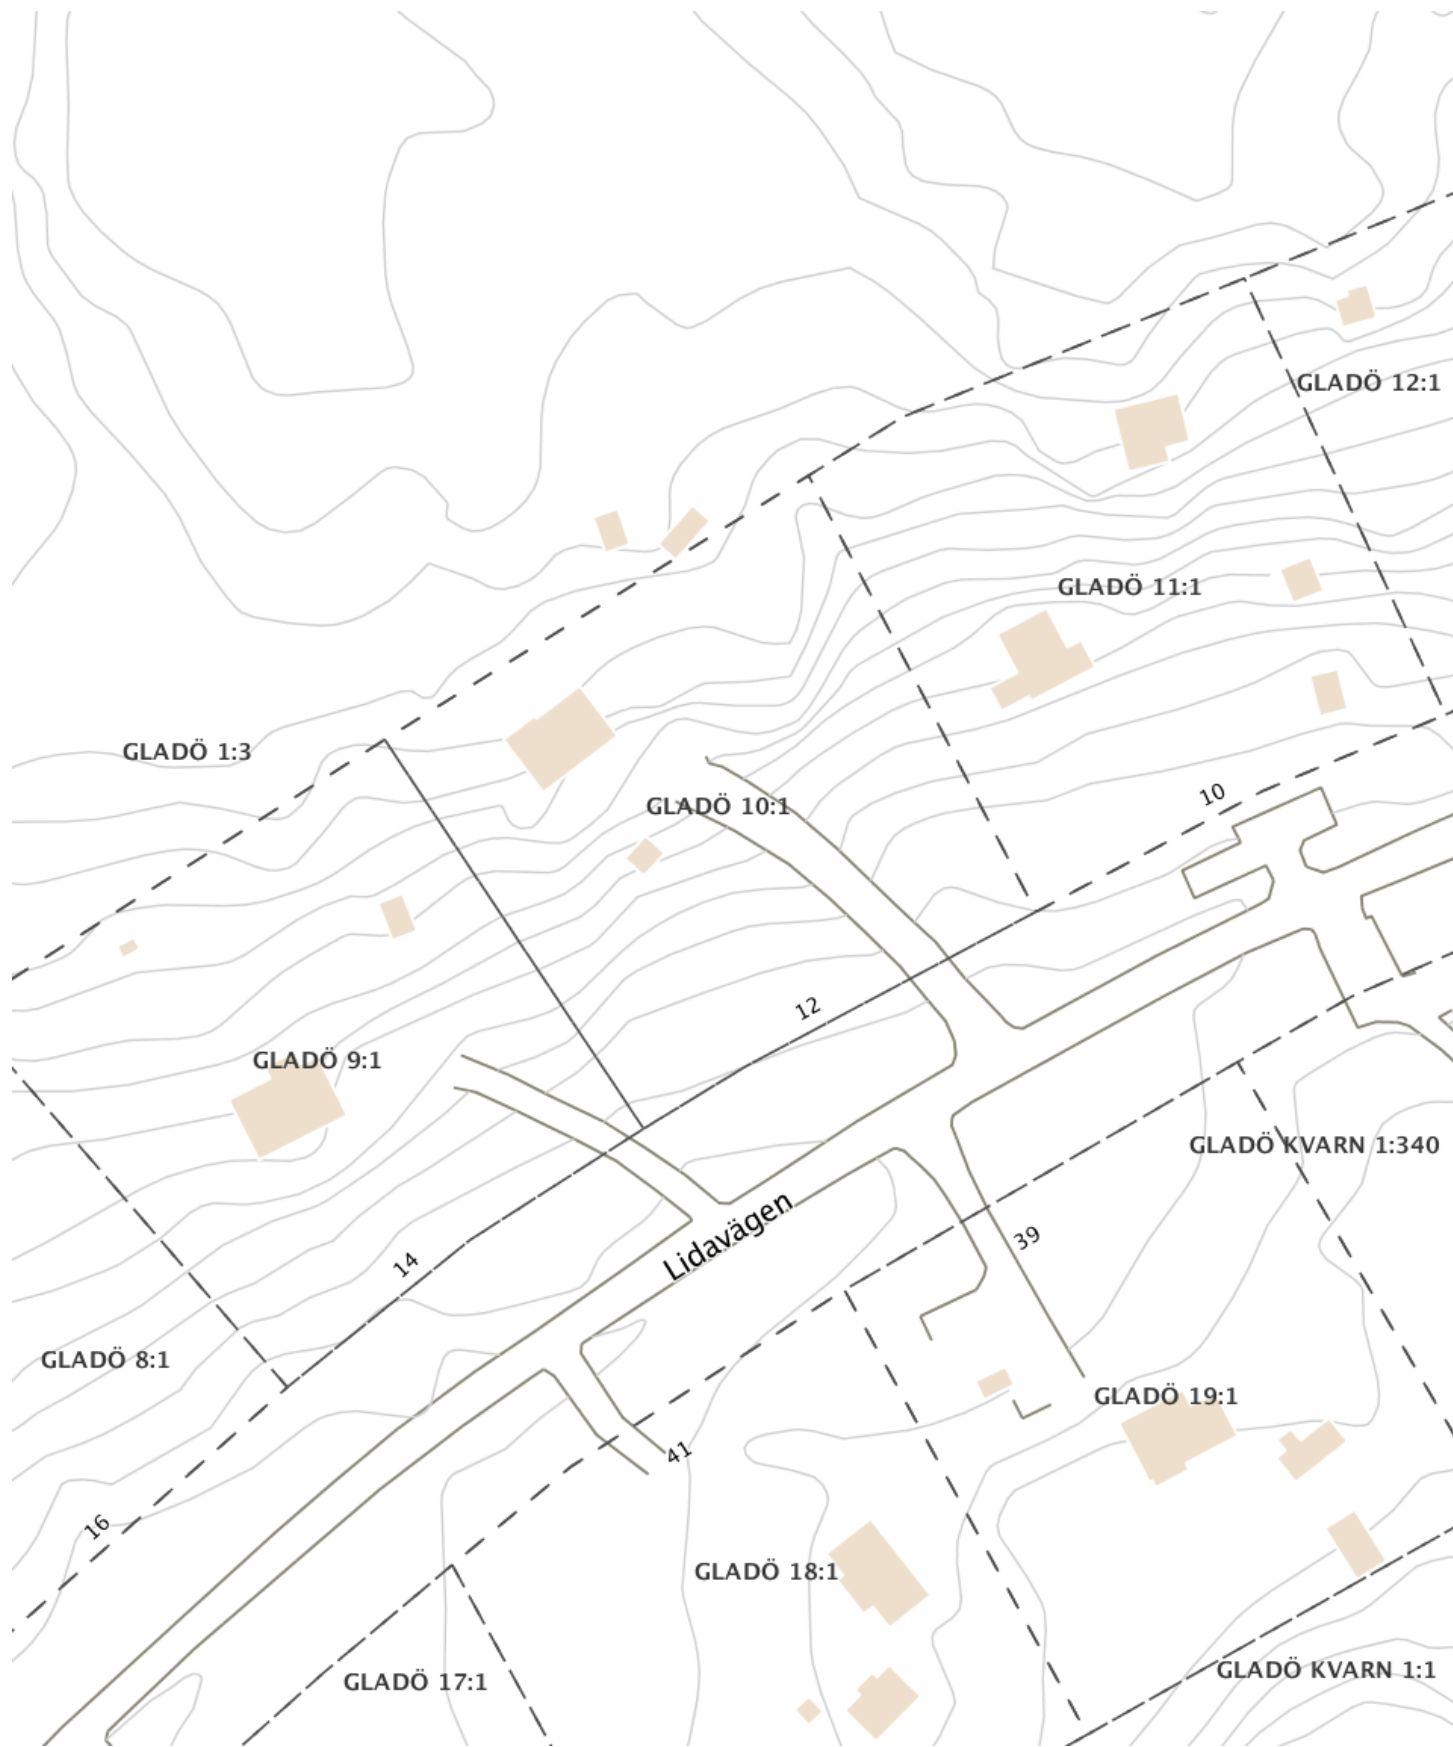 GLADÖ 12:1
GLADÖ 11:1
GLADÖ 1:3
10
GLADÖ 10:1
12
GLADÖ 9:1
GLADÖ KVARN 1:340
Lidavägen
39
14
GLADÖ 8:1
GLADÖ 19:1
41
16
GLADÖ 18:1
GLADÖ KVARN 1:1
GLADÖ 17:1